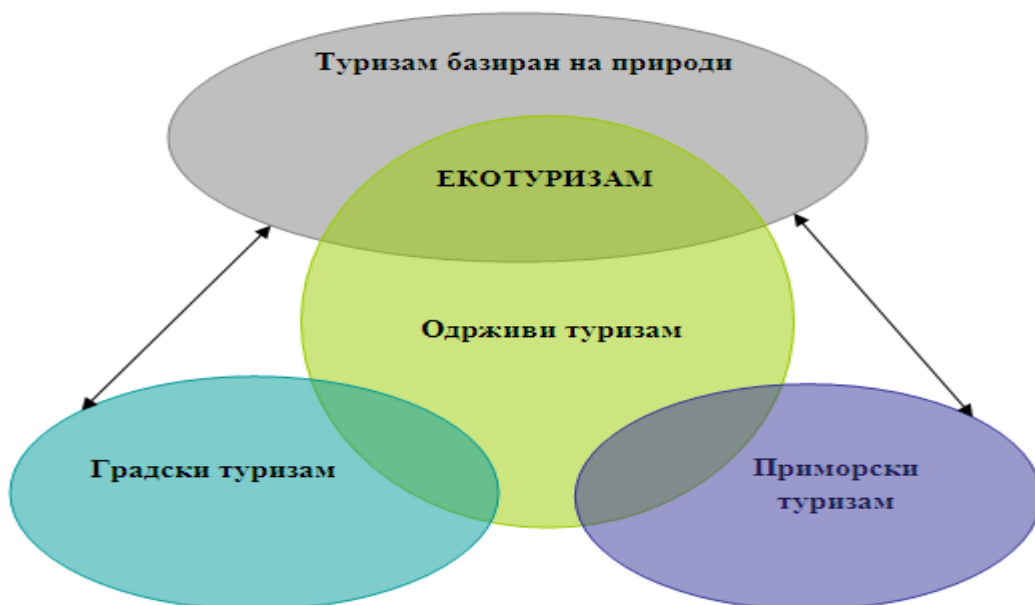 Туризам базиран на природи
ЕКОТУРИЗАМ
Одрживи туризам
Градски туризам
Приморски
туризам